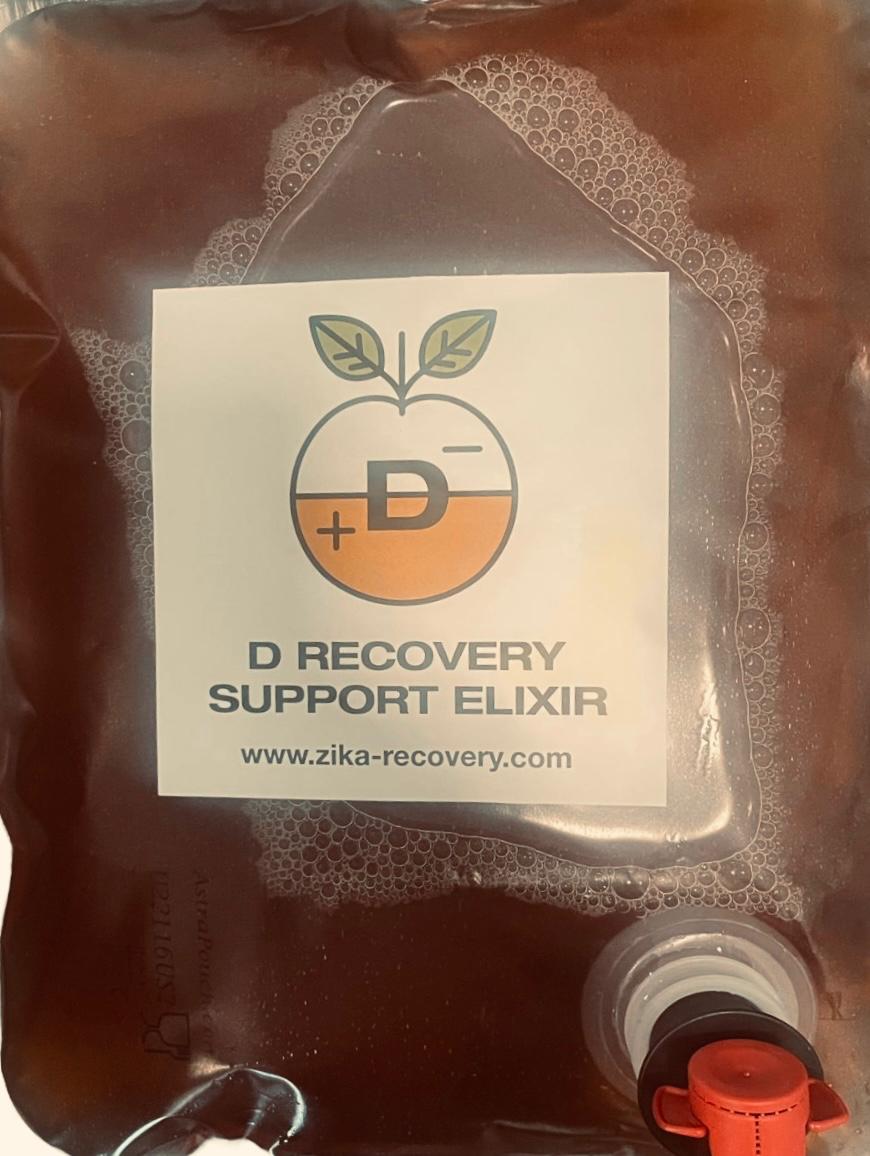 D
D RECOVERY
SUPPORT ELIXIR
www.zika-recovery.com